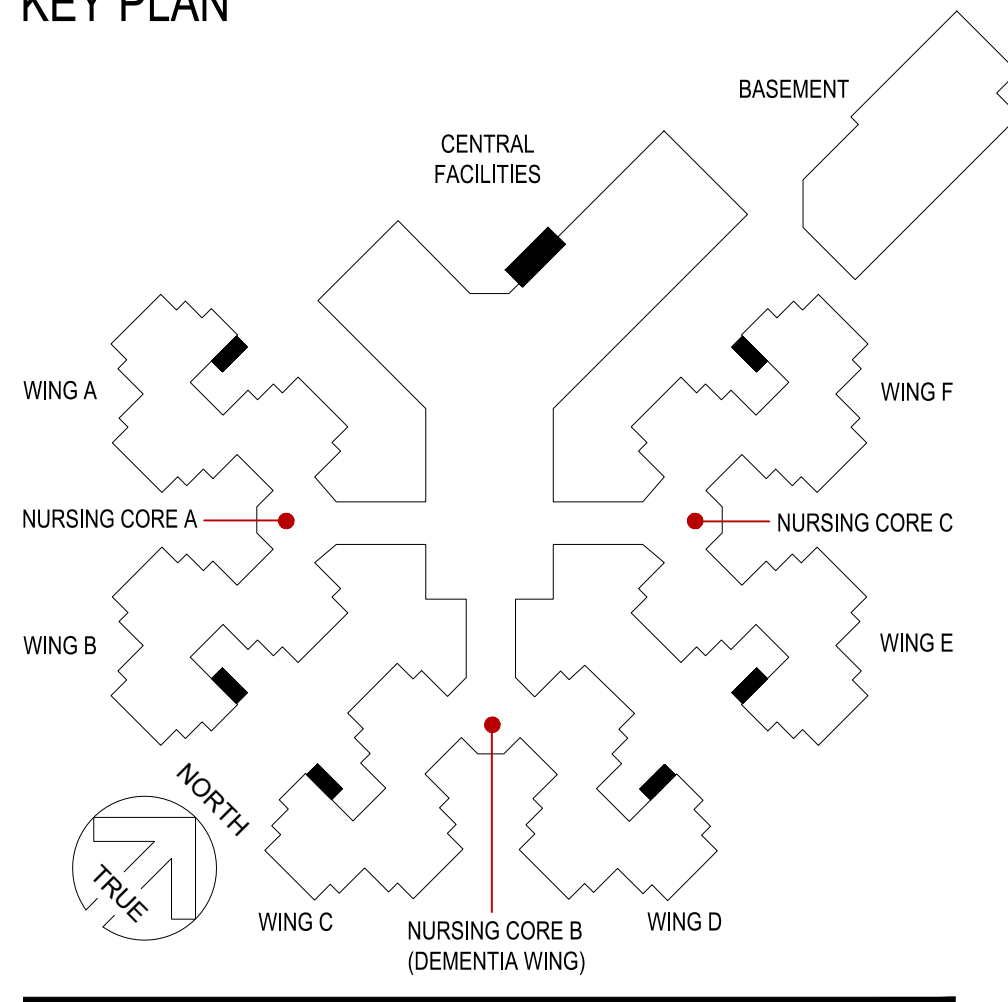 KEY PLAN
BASEMENT
CENTRAL
FACILITIES
WING A
WING F
NURSING CORE A
NURSING CORE C
WING B
WING E
NORTH
TRUE
WING C
WING D
NURSING CORE B
(DEMENTIA WING)